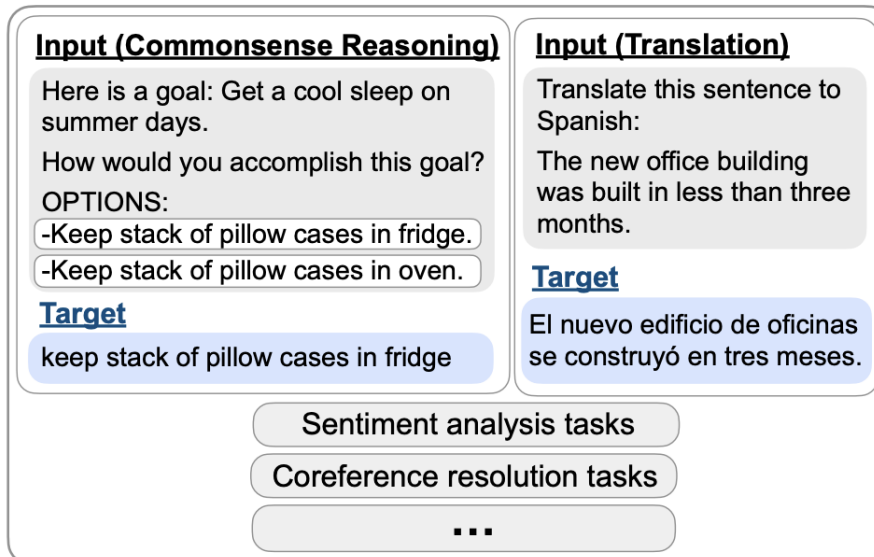 Input (Commonsense Reasoning)
Here is a goal: Get a cool sleep on
summer days.
How would you accomplish this goal?
OPTIONS:
-Keep stack of pillow cases in fridge.
-Keep stack of pillow cases in oven.
Target
keep stack of pillow cases in fridge
Input (Translation)
Translate this sentence to
Spanish:
The new office building
was built in less than three
months.
Target
El nuevo edificio de oficinas
se construyó en tres meses.
Sentiment analysis tasks
Coreference resolution tasks
...